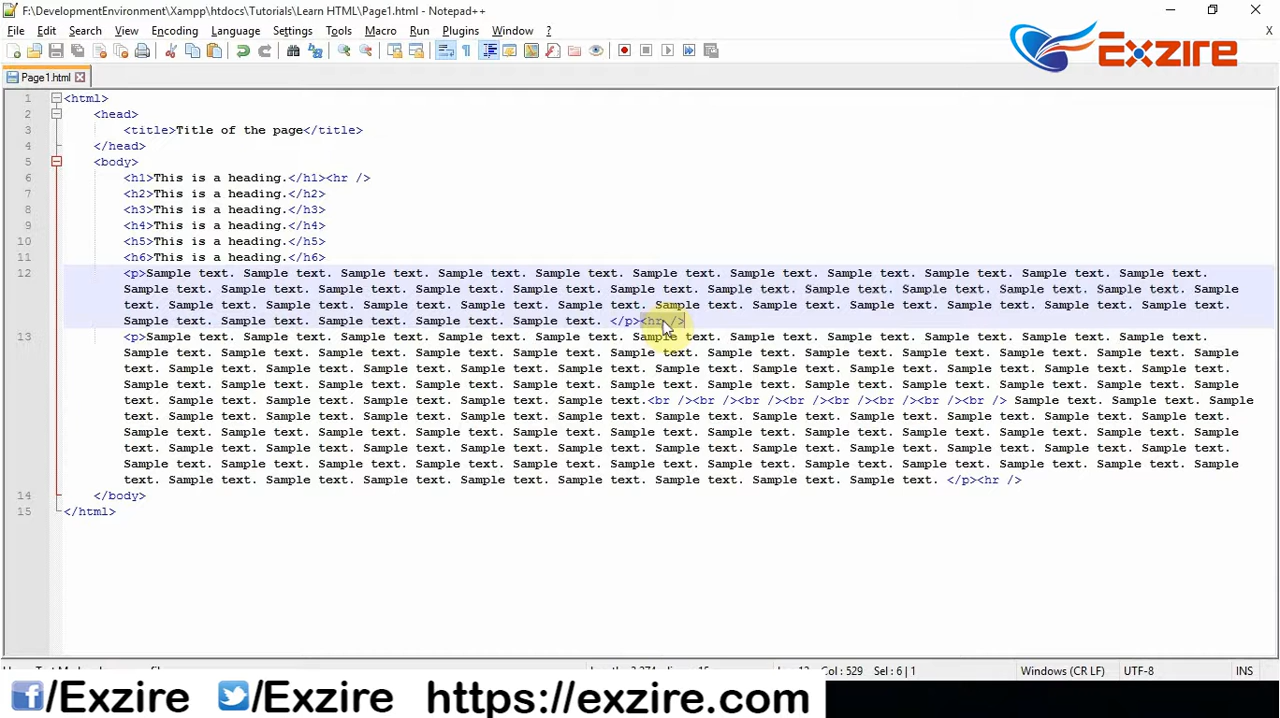 F:\DevelopmentEnvironment\Xampp\htdocs\Tutorials\Learn HTML\Page1.html - Notepad++
File Edit Search View Encoding Language Settings Tools Macro Run Plugins Window ?
X
Exzire
Page1.html
1 <html>
2 <head>
3 <title>Title of the page</title>
4 </head>
5 <body>
6 <h1>This is a heading.</h1><hr />
7 <h2>This is a heading.</h2>
8 <h3>This is a heading.</h3>
9 <h4>This is a heading.</h4>
10 <h5>This is a heading.</h5>
11 <h6>This is a heading.</h6>
12 <p>Sample text. Sample text. Sample text. Sample text. Sample text. Sample text. Sample text. Sample text. Sample text. Sample text. Sample text.
Sample text. Sample text. Sample text. Sample text. Sample text. Sample text. Sample text. Sample text. Sample text. Sample text. Sample text. Sample
text. Sample text. Sample text. Sample text. Sample text. Sample text. Sample text. Sample text. Sample text. Sample text. Sample text. Sample text.
Sample text. Sample text. Sample text. Sample text. Sample text. </p><hr />
13 <p>Sample text. Sample text. Sample text. Sample text. Sample text. Sample text. Sample text. Sample text. Sample text. Sample text. Sample text.
Sample text. Sample text. Sample text. Sample text. Sample text. Sample text. Sample text. Sample text. Sample text. Sample text. Sample text. Sample
text. Sample text. Sample text. Sample text. Sample text. Sample text. Sample text. Sample text. Sample text. Sample text. Sample text. Sample text.
Sample text. Sample text. Sample text. Sample text. Sample text. Sample text. Sample text. Sample text. Sample text. Sample text. Sample text. Sample
text. Sample text. Sample text. Sample text. Sample text. Sample text.<br /><br /><br /><br /><br /><br /><br /><br /> Sample text. Sample text. Sample
text. Sample text. Sample text. Sample text. Sample text. Sample text. Sample text. Sample text. Sample text. Sample text. Sample text. Sample text.
Sample text. Sample text. Sample text. Sample text. Sample text. Sample text. Sample text. Sample text. Sample text. Sample text. Sample text. Sample
text. Sample text. Sample text. Sample text. Sample text. Sample text. Sample text. Sample text. Sample text. Sample text. Sample text. Sample text.
Sample text. Sample text. Sample text. Sample text. Sample text. Sample text. Sample text. Sample text. Sample text. Sample text. Sample text. Sample
text. Sample text. Sample text. Sample text. Sample text. Sample text. Sample text. Sample text. Sample text. </p><hr />
14 </body>
15 </html>
Col : 529 Sel : 6 | 1 Windows (CR LF) UTF-8 INS
/Exzire /Exzire https://exzire.com